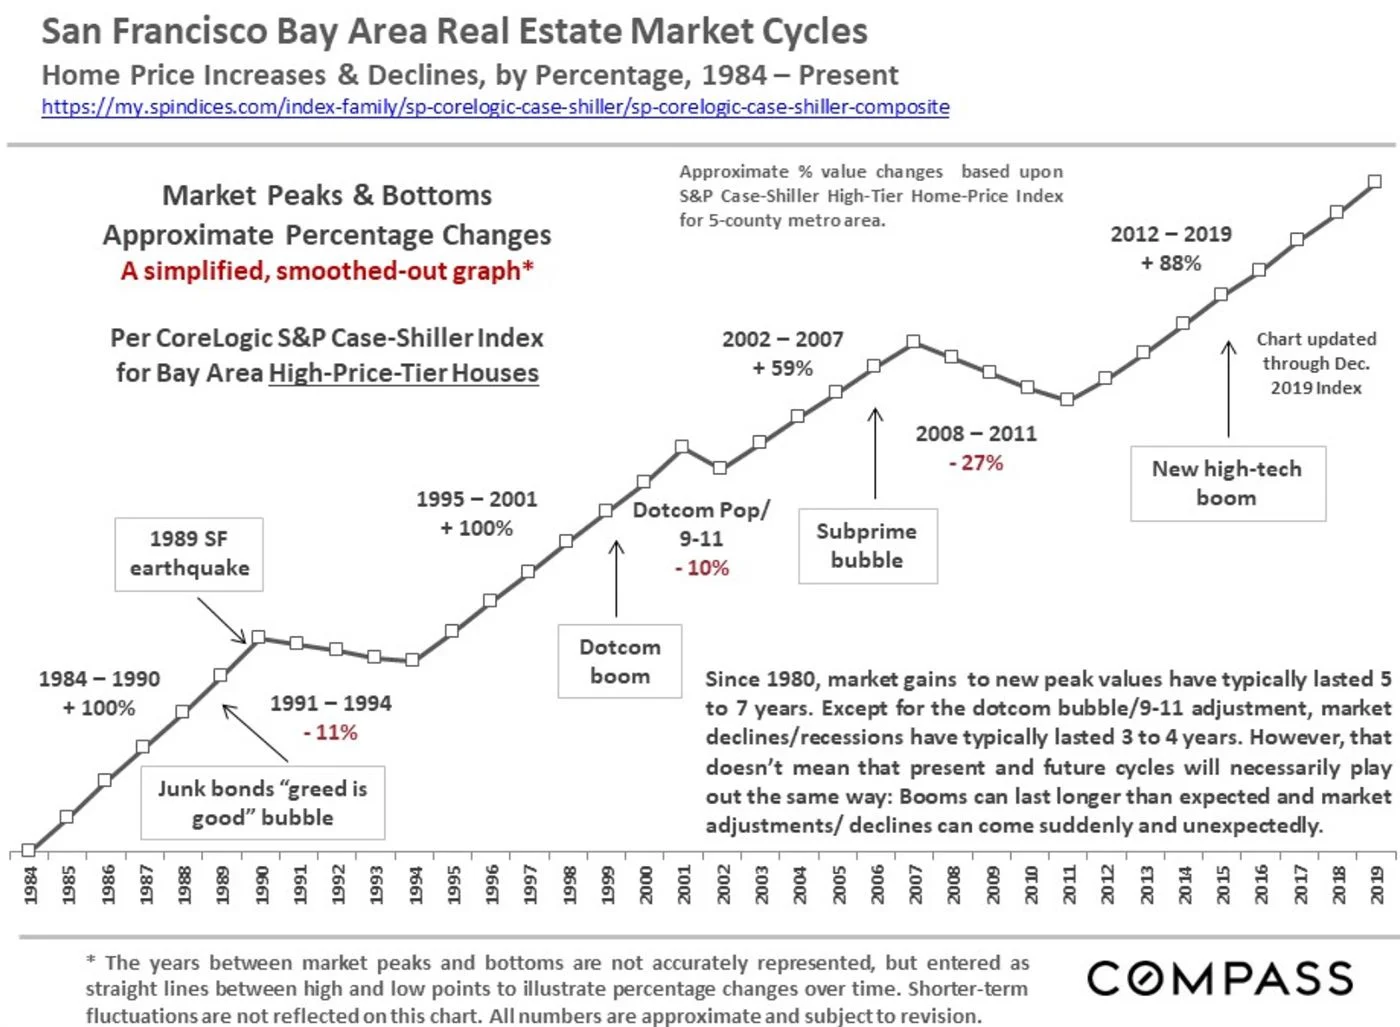 San Francisco Bay Area Real Estate Market Cycles
Home Price Increases & Declines, by Percentage, 1984 – Present
https://my.spindices.com/index-family/sp-corelogic-case-shiller/sp-corelogic-case-shiller-composite
Market Peaks & Bottoms
Approximate Percentage Changes
A simplified, smoothed-out graph*
Per CoreLogic S&P Case-Shiller Index
for Bay Area High-Price-Tier Houses
Approximate % value changes based upon
S&P Case-Shiller High-Tier Home-Price Index
for 5-county metro area.
2012 – 2019
+ 88%
Chart updated
through Dec.
2019 Index
2002 – 2007
+ 59%
2008 – 2011
- 27%
New high-tech
boom
1995 – 2001
+ 100%
Dotcom Pop/
9-11
- 10%
Subprime
bubble
1989 SF
earthquake
Dotcom
boom
1984 – 1990
+ 100%
1991 – 1994
- 11%
Junk bonds “greed is
good” bubble
Since 1980, market gains to new peak values have typically lasted 5
to 7 years. Except for the dotcom bubble/9-11 adjustment, market
declines/recessions have typically lasted 3 to 4 years. However, that
doesn’t mean that present and future cycles will necessarily play
out the same way: Booms can last longer than expected and market
adjustments/ declines can come suddenly and unexpectedly.
1984
1985
1986
1987
1988
1989
1990
1991
1992
1993
1994
1995
1996
1997
1998
1999
2000
2001
2002
2003
2004
2005
2006
2007
2008
2009
2010
2011
2012
2013
2014
2015
2016
2017
2018
2019
* The years between market peaks and bottoms are not accurately represented, but entered as
straight lines between high and low points to illustrate percentage changes over time. Shorter-term
fluctuations are not reflected on this chart. All numbers are approximate and subject to revision.
COMPASS